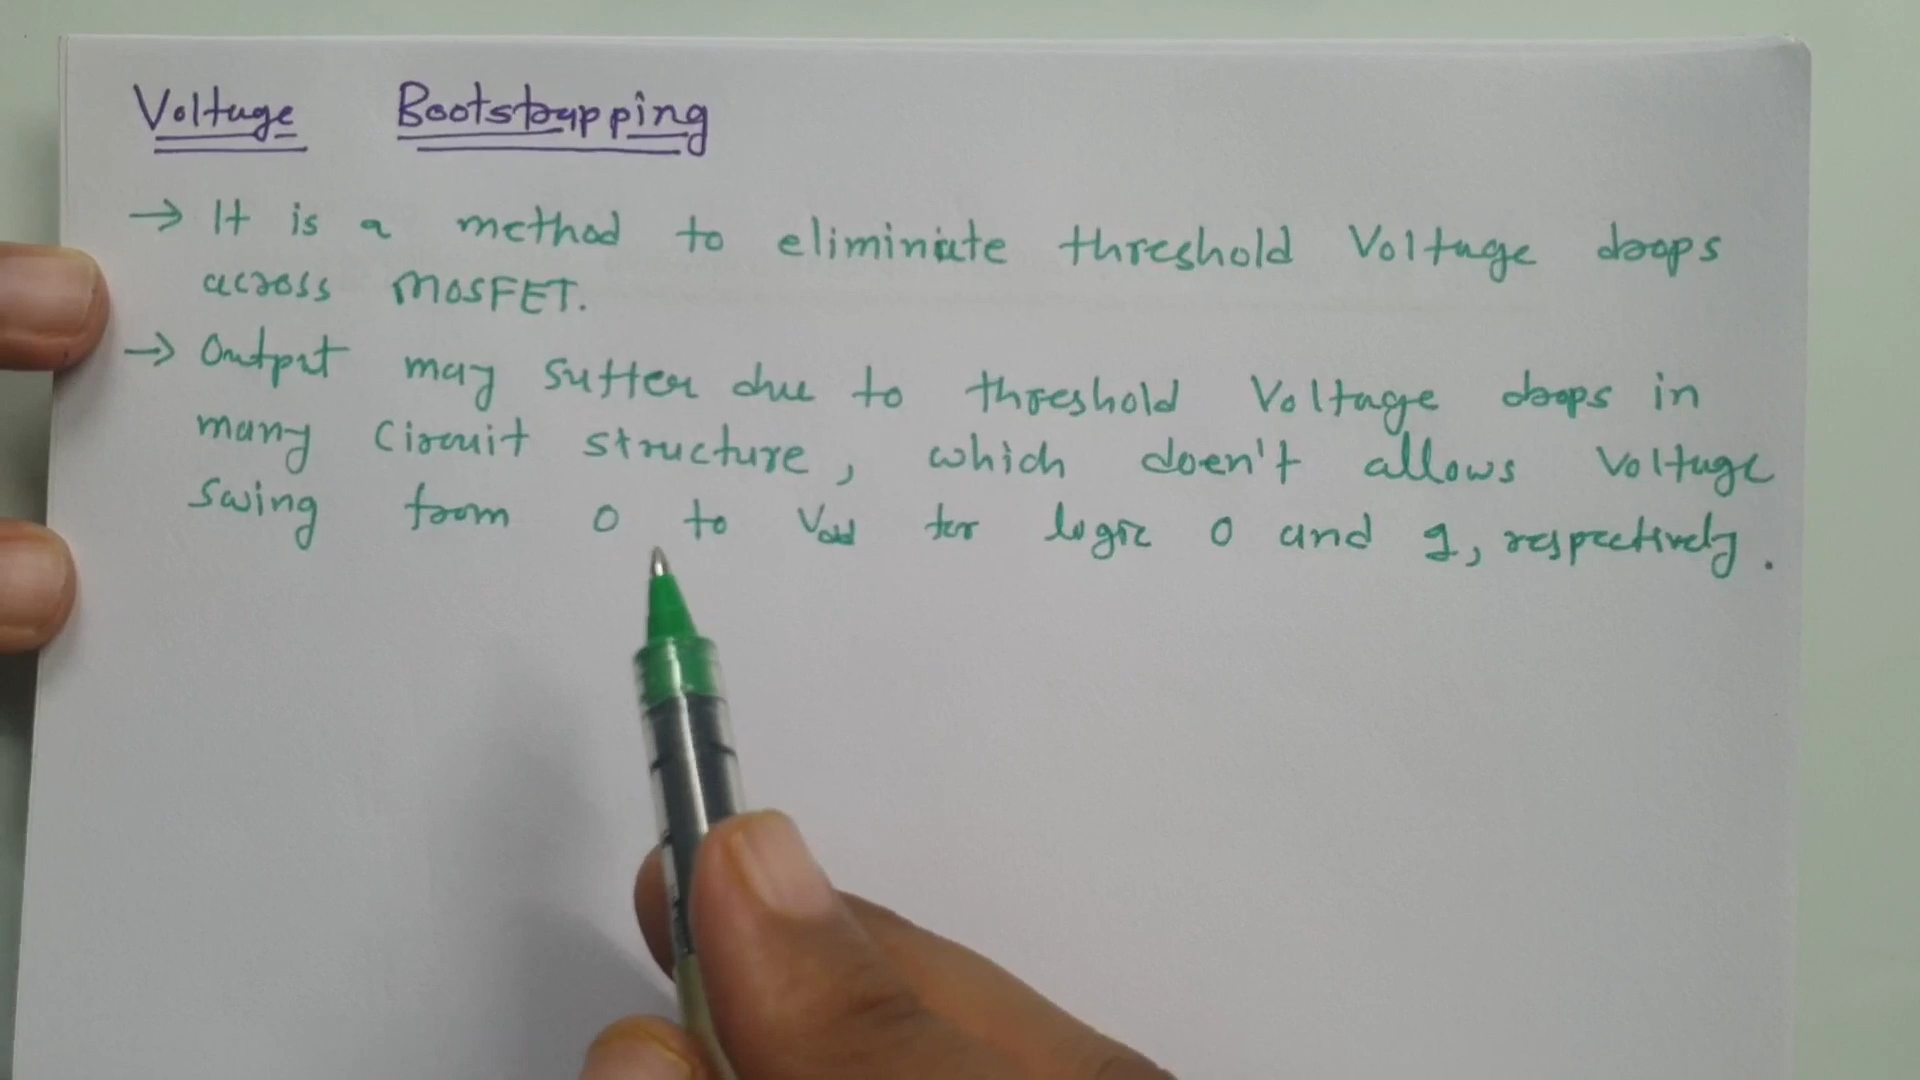 Voltage Bootstrapping
→ It is a method to eliminate threshold Voltage drops
across MOSFET.
→ Output may suffer due to threshold Voltage drops in
many Circuit structure, which doen't allows Voltage
swing from 0 to Vdd for logic 0 and 1, respectively.